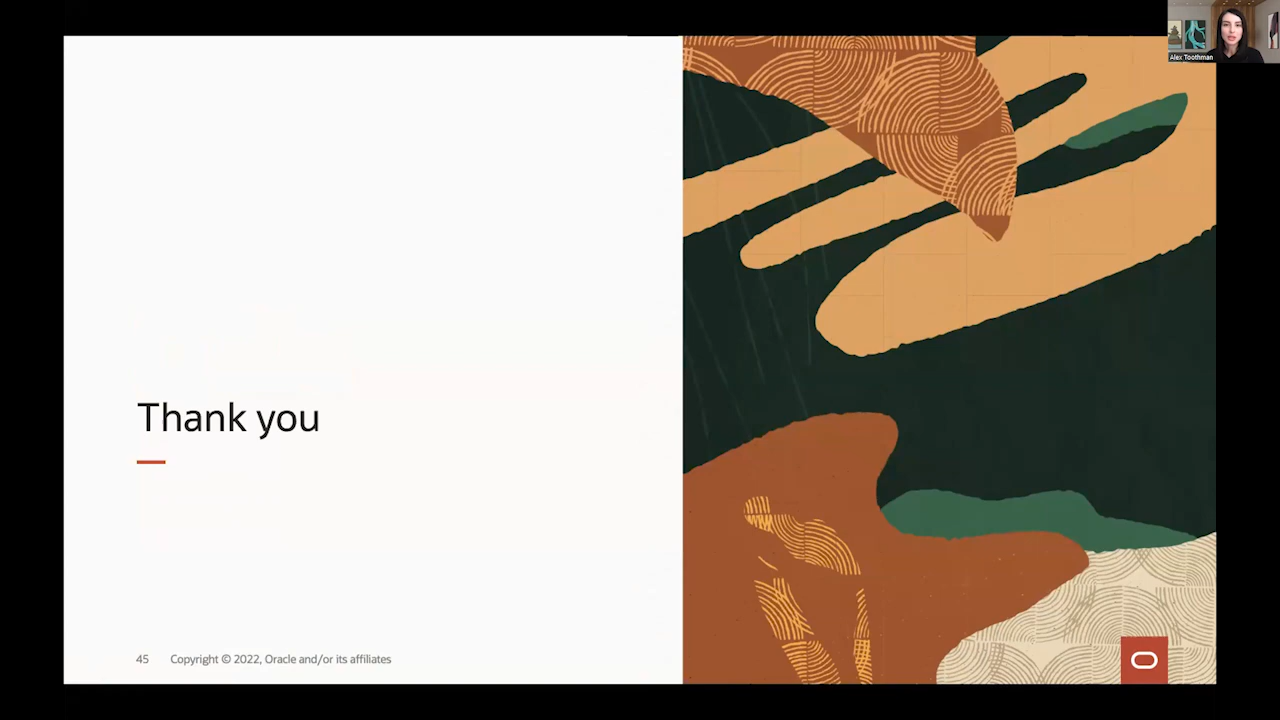 Alex Toothman
Thank you
45 Copyright © 2022, Oracle and/or its affiliates